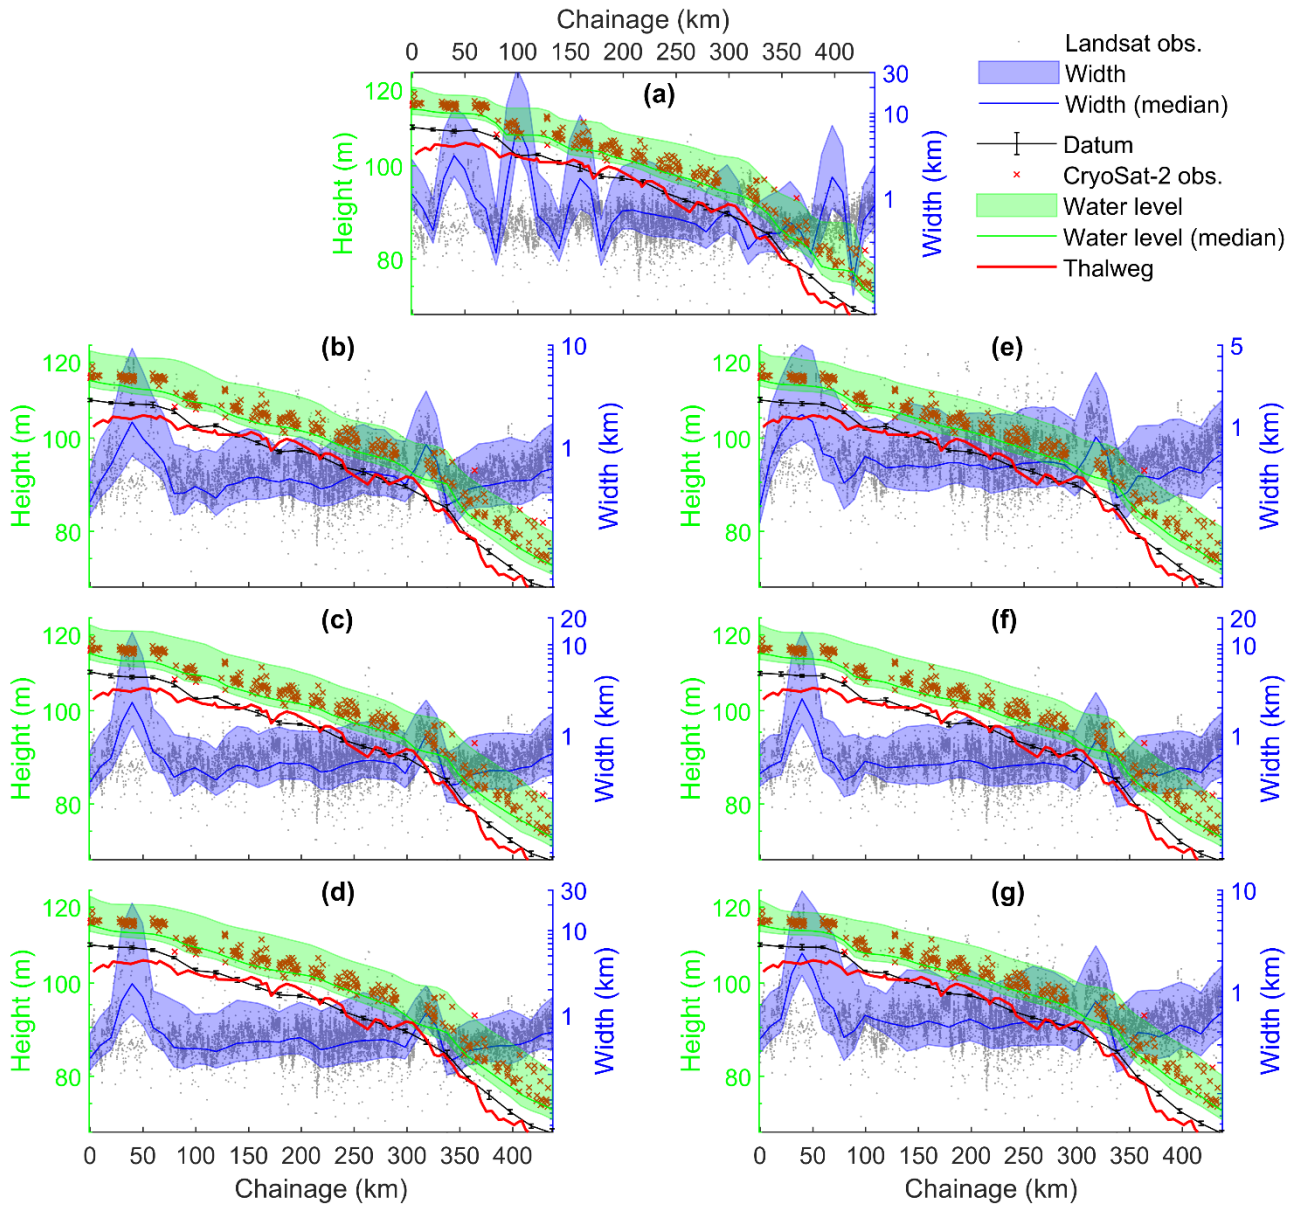 Chainage (km)
0 50 100 150 200 250 300 350 400
(a)
120
100
80
Height (m)
30
10
1
Width (km)
Landsat obs.
Width
Width (median)
Datum
CryoSat-2 obs.
Water level
Water level (median)
Thalweg
(b)
120
100
80
Height (m)
10
1
Width (km)
(e)
120
100
80
Height (m)
5
1
Width (km)
(c)
120
100
80
Height (m)
20
10
1
Width (km)
(f)
120
100
80
Height (m)
20
10
1
Width (km)
(d)
120
100
80
Height (m)
30
10
1
Width (km)
0 50 100 150 200 250 300 350 400
Chainage (km)
(g)
120
100
80
Height (m)
10
1
Width (km)
0 50 100 150 200 250 300 350 400
Chainage (km)